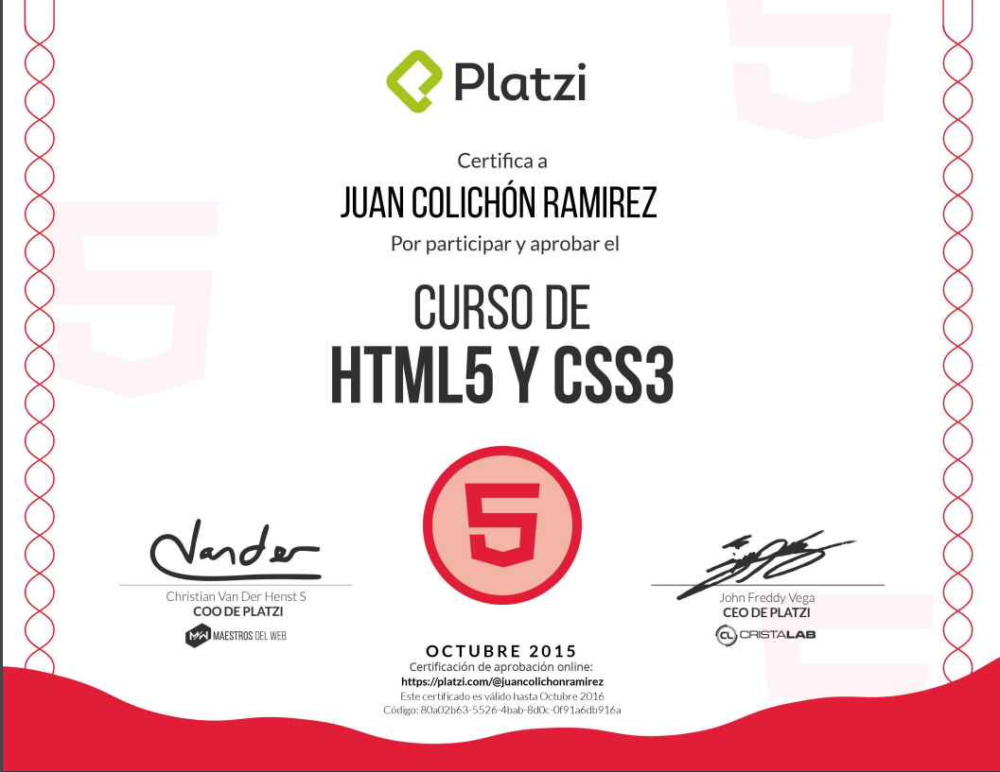 Platzi
Certifica a
JUAN COLICHÓN RAMIREZ
Por participar y aprobar el
CURSO DE
HTML5 Y CSS3
5
Vander
Christian Van Der Henst S
COO DE PLATZI
MAESTROS DEL WEB
John Freddy Vega
CEO DE PLATZI
CL CRISTALAB
OCTUBRE 2015
Certificación de aprobación online:
https://platzi.com/@juancolichonramirez
Este certificado es válido hasta Octubre 2016
Código: 80a02b63-5526-4bab-8d0c-0f91a6db916a